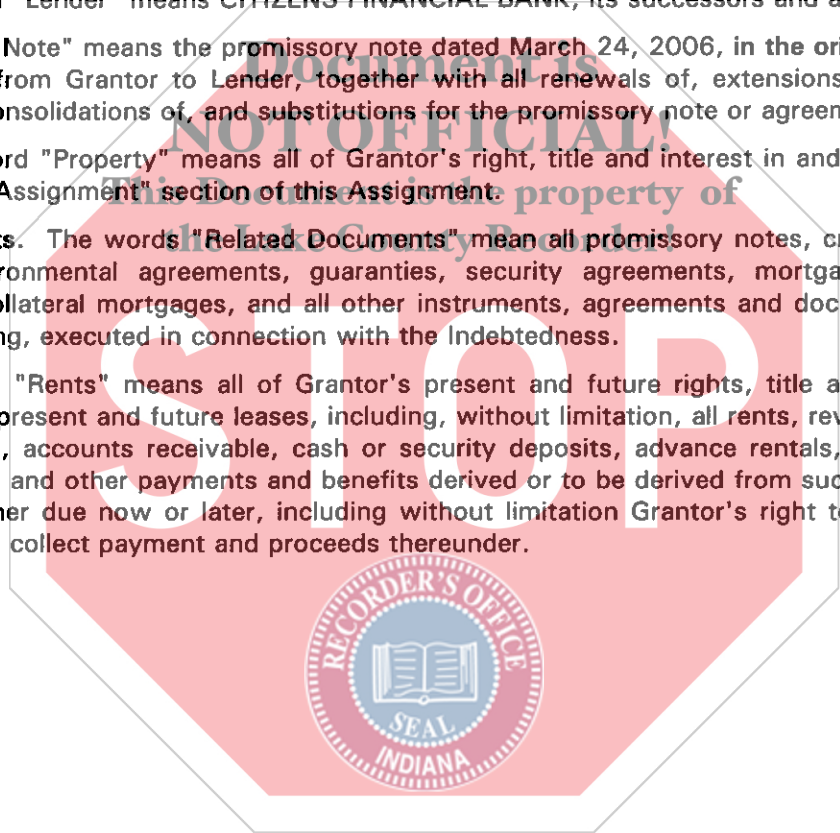 Lender" means CITIZENS FINANCIAL BANK, its successors and a
Note" means the promissory note dated March 24, 2006, in the ori
from Grantor to Lender, together with all renewals of, extensions
onsolidations of, and substitutions for the promissory note or agreem
ord "Property" means all of Grantor's right, title and interest in and
Assignment" section of this Assignment.
s. The words "Related Documents" mean all promissory notes, cr
ronmental agreements, guaranties, security agreements, mortga
ollateral mortgages, and all other instruments, agreements and doc
ng, executed in connection with the Indebtedness.
"Rents" means all of Grantor's present and future rights, title a
present and future leases, including, without limitation, all rents, rev
, accounts receivable, cash or security deposits, advance rentals,
and other payments and benefits derived or to be derived from suc
her due now or later, including without limitation Grantor's right to
collect payment and proceeds thereunder.
Document is
NOT OFFICIAL!
This Document is the property of
the Lake County Recorder!
STOP
RECORDER'S OFFICE
SEAL
INDIANA